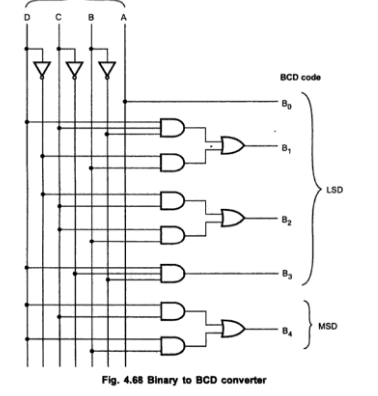 D C B A
BCD code
B0
B1
LSD
B2
B3
MSD
B4
Fig. 4.68 Binary to BCD converter